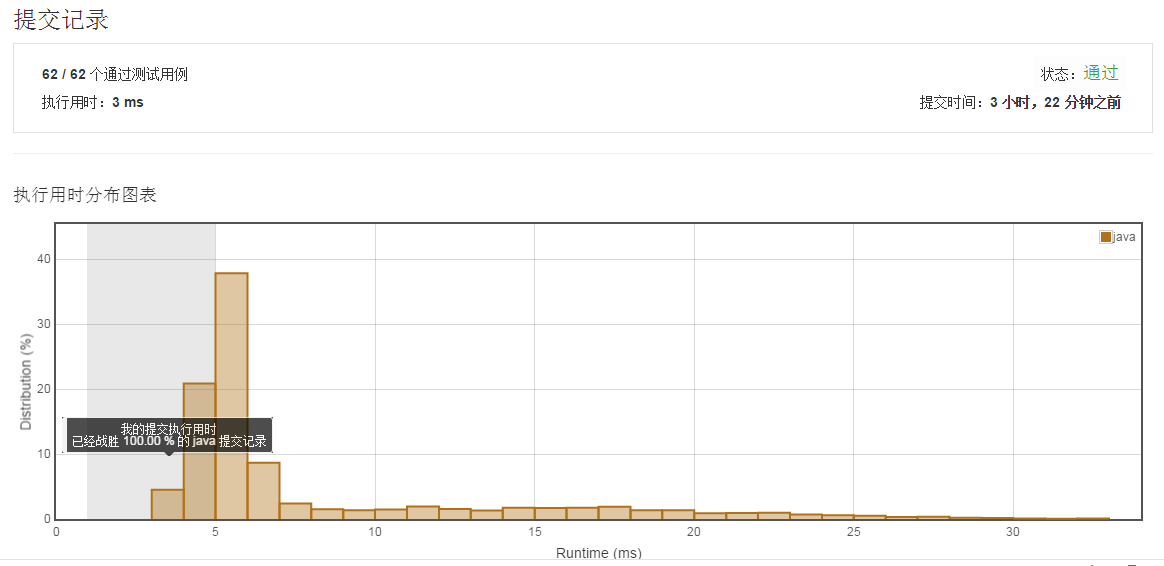 提交记录
62 / 62 个通过测试用例
状态：通过
执行用时：3 ms
提交时间：3 小时，22 分钟之前
执行用时分布图表
java
40
30
20
10
0
Distribution (%)
我的提交执行用时
已经战胜 100.00 % 的 java 提交记录
0 5 10 15 20 25 30
Runtime (ms)